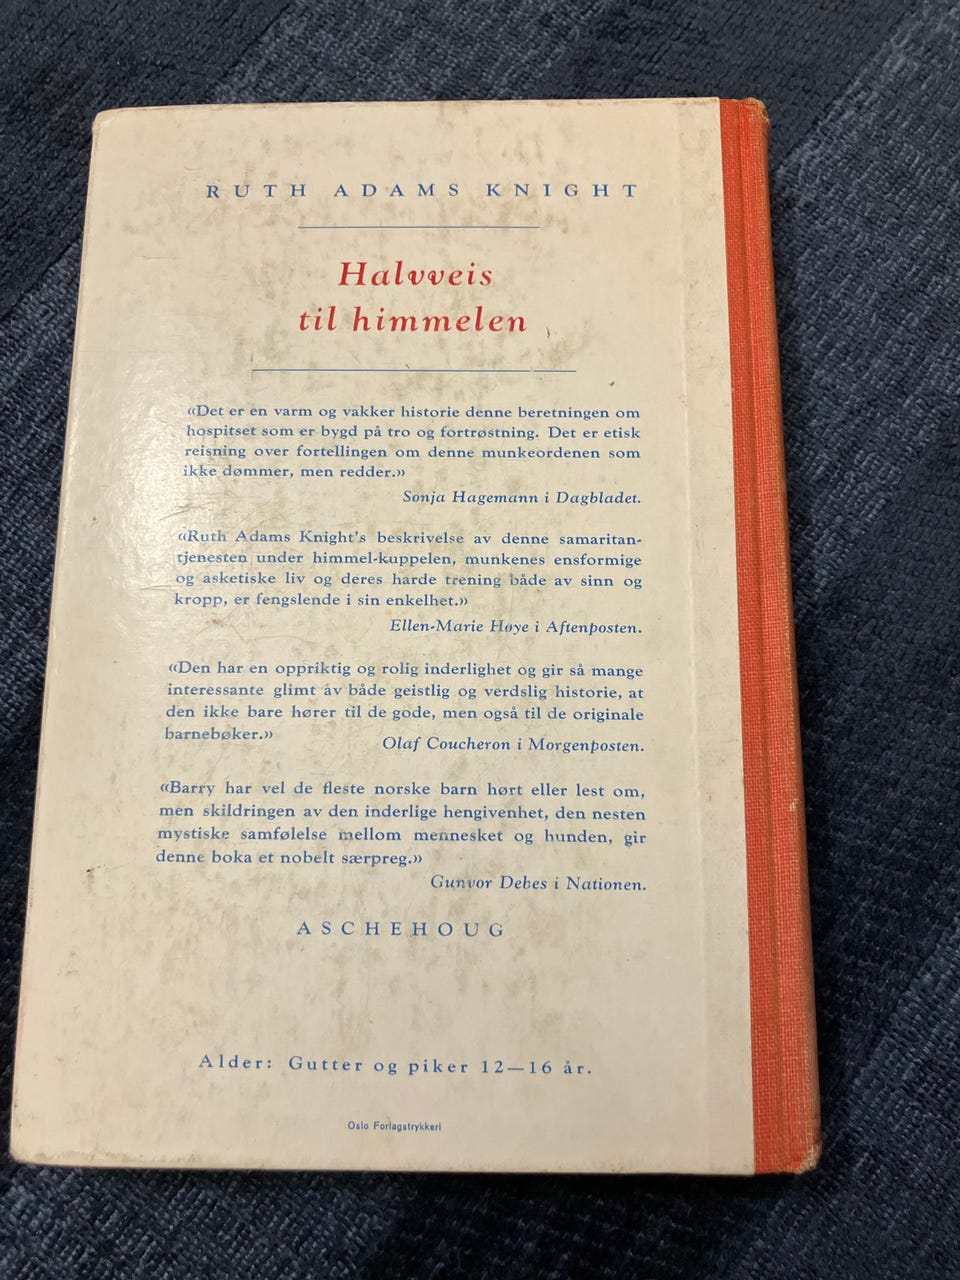 RUTH ADAMS KNIGHT
Halvveis
til himmelen
«Det er en varm og vakker historie denne beretningen om
hospitset som er bygd på tro og fortrøstning. Det er etisk
reisning over fortellingen om denne munkeordenen som
ikke dømmer, men redder.»
Sonja Hagemann i Dagbladet.
«Ruth Adams Knight's beskrivelse av denne samaritan-
tjenesten under himmel-kuppelen, munkenes ensformige
og asketiske liv og deres harde trening både av sinn og
kropp, er fengslende i sin enkelhet.»
Ellen-Marie Høye i Aftenposten.
«Den har en oppriktig og rolig inderlighet og gir så mange
interessante glimt av både geistlig og verdslig historie, at
den ikke bare hører til de gode, men også til de originale
barnebøker.»
Olaf Coucheron i Morgenposten.
«Barry har vel de fleste norske barn hørt eller lest om,
men skildringen av den inderlige hengivenhet, den nesten
mystiske samfølelse mellom mennesket og hunden, gir
denne boka et nobelt særpreg.»
Gunvor Debes i Nationen.
ASCHEHOUG
Alder: Gutter og piker 12—16 år.
Oslo Forlagstrykkeri